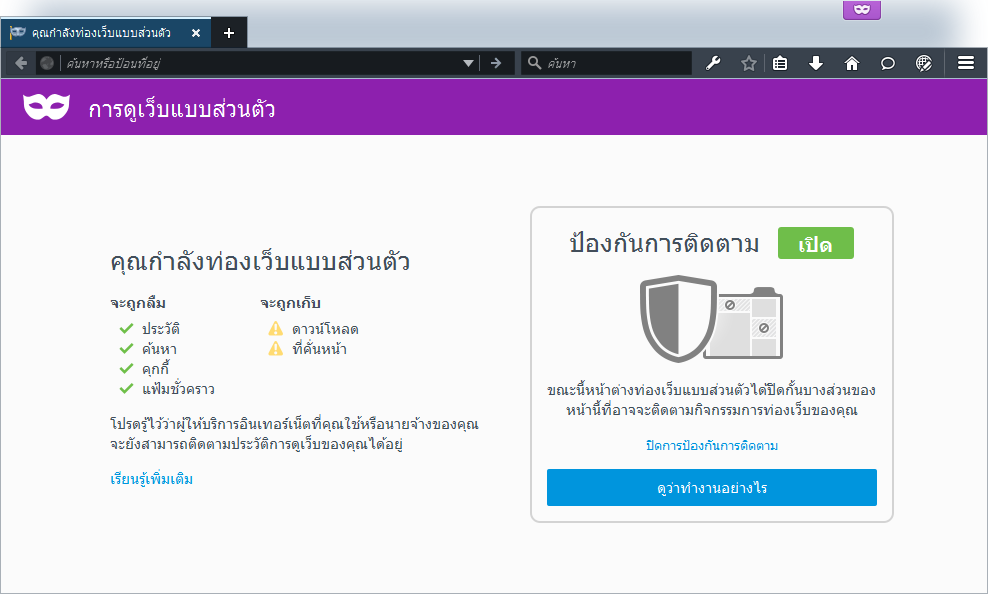 คุณกำลังท่องเว็บแบบส่วนตัว
ค้นหาหรือป้อนที่อยู่
ค้นหา
การดูเว็บแบบส่วนตัว
คุณกำลังท่องเว็บแบบส่วนตัว
จะถูกลืม
จะถูกเก็บ
ประวัติ
ดาวน์โหลด
ค้นหา
ที่คั่นหน้า
คุกกี้
แฟ้มชั่วคราว
โปรดรู้ไว้ว่าผู้ให้บริการอินเทอร์เน็ตที่คุณใช้หรือนายจ้างของคุณ
จะยังสามารถติดตามประวัติการดูเว็บของคุณได้อยู่
เรียนรู้เพิ่มเติม
ป้องกันการติดตาม เปิด
ขณะนี้หน้าต่างท่องเว็บแบบส่วนตัวได้ปิดกั้นบางส่วนของ
หน้านี้ที่อาจจะติดตามกิจกรรมการท่องเว็บของคุณ
ปิดการป้องกันการติดตาม
ดูว่าทำงานอย่างไร